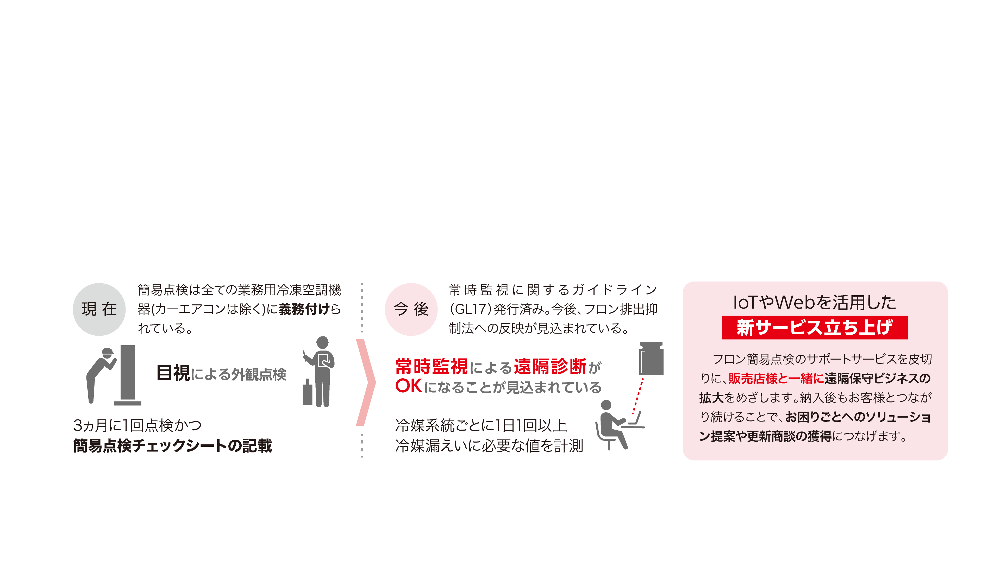 現在
簡易点検は全ての業務用冷凍空調機
器(カーエアコンは除く)に義務付けら
れている。
目視による外観点検
3ヵ月に1回点検かつ
簡易点検チェックシートの記載
今後
常時監視に関するガイドライン
（GL17）発行済み。今後、フロン排出抑
制法への反映が見込まれている。
常時監視による遠隔診断が
OKになることが見込まれている
冷媒系統ごとに1日1回以上
冷媒漏えいに必要な値を計測
IoTやWebを活用した
新サービス立ち上げ
フロン簡易点検のサポートサービスを皮切
りに、販売店様と一緒に遠隔保守ビジネスの
拡大をめざします。納入後もお客様とつなが
り続けることで、お困りごとへのソリューショ
ン提案や更新商談の獲得につなげます。